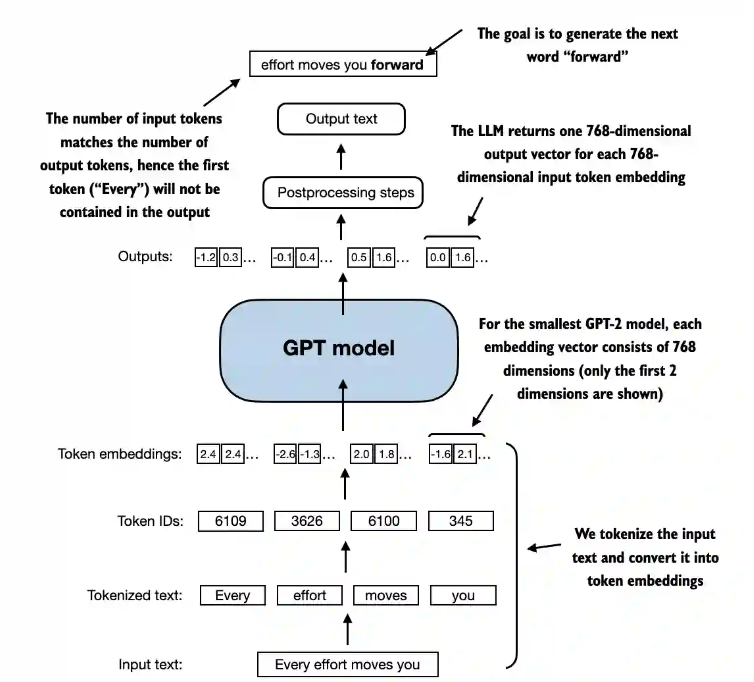 The goal is to generate the next
word “forward”
effort moves you forward
The number of input tokens
matches the number of
output tokens, hence the first
token (“Every”) will not be
contained in the output
Output text
The LLM returns one 768-dimensional
output vector for each 768-
dimensional input token embedding
Postprocessing steps
Outputs: -1.2 0.3 ... -0.1 0.4 ... 0.5 1.6 ... 0.0 1.6 ...
GPT model
For the smallest GPT-2 model, each
embedding vector consists of 768
dimensions (only the first 2
dimensions are shown)
Token embeddings: 2.4 2.4 ... -2.6 -1.3 ... 2.0 1.8 ... -1.6 2.1 ...
Token IDs: 6109 3626 6100 345
We tokenize the input
text and convert it into
token embeddings
Tokenized text: Every effort moves you
Input text: Every effort moves you